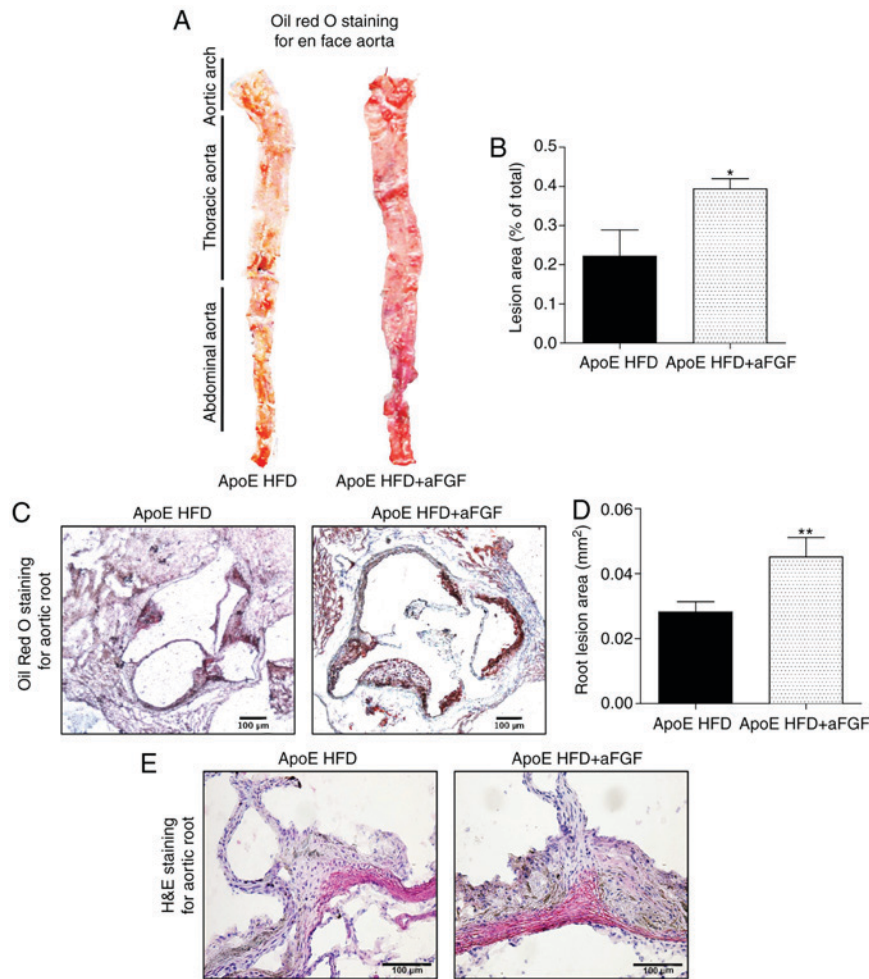 A
Oil red O staining
for en face aorta
Aortic arch
Thoracic aorta
Abdominal aorta
ApoE HFD
ApoE HFD+aFGF
B
Lesion area (% of total)
0.5
0.4
0.3
0.2
0.1
0.0
*
ApoE HFD
ApoE HFD+aFGF
C
ApoE HFD
ApoE HFD+aFGF
Oil Red O staining
for aortic root
100 µm
100 µm
D
Root lesion area (mm²)
0.06
0.04
0.02
0.00
**
ApoE HFD
ApoE HFD+aFGF
E
ApoE HFD
ApoE HFD+aFGF
H&E staining
for aortic root
100 µm
100 µm